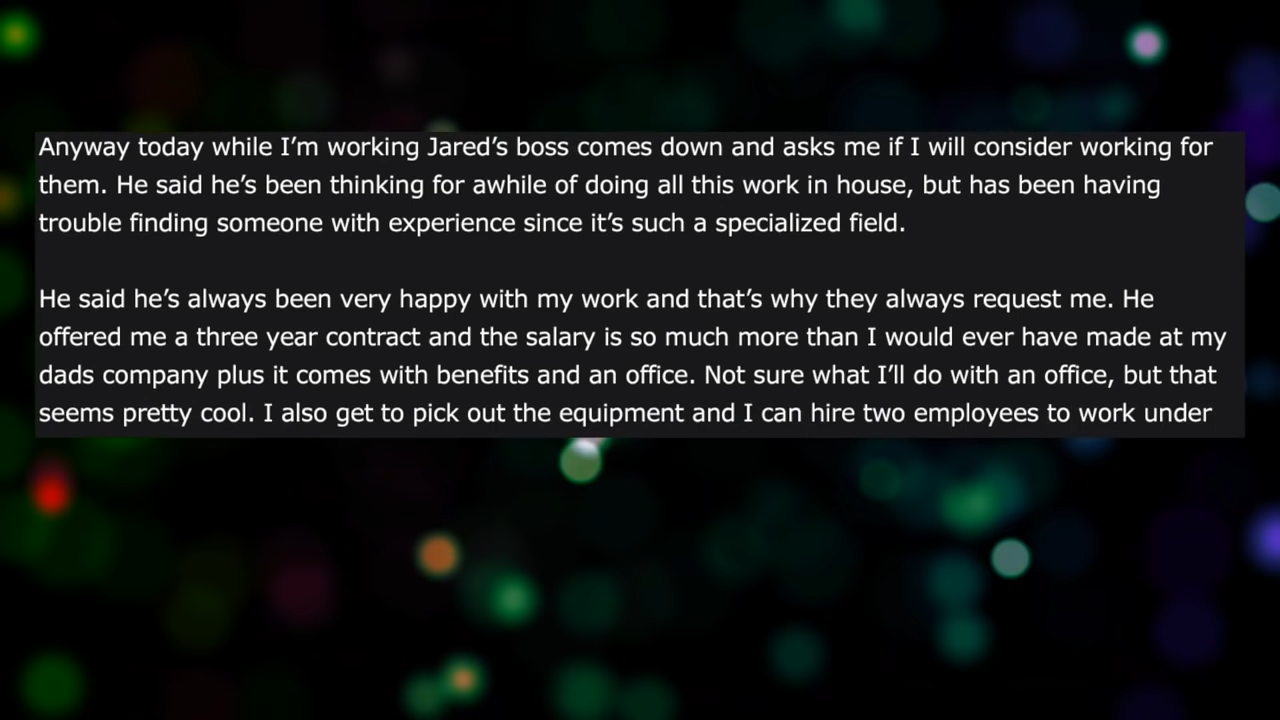 Anyway today while I’m working Jared’s boss comes down and asks me if I will consider working for
them. He said he’s been thinking for awhile of doing all this work in house, but has been having
trouble finding someone with experience since it’s such a specialized field.
He said he’s always been very happy with my work and that’s why they always request me. He
offered me a three year contract and the salary is so much more than I would ever have made at my
dads company plus it comes with benefits and an office. Not sure what I’ll do with an office, but that
seems pretty cool. I also get to pick out the equipment and I can hire two employees to work under